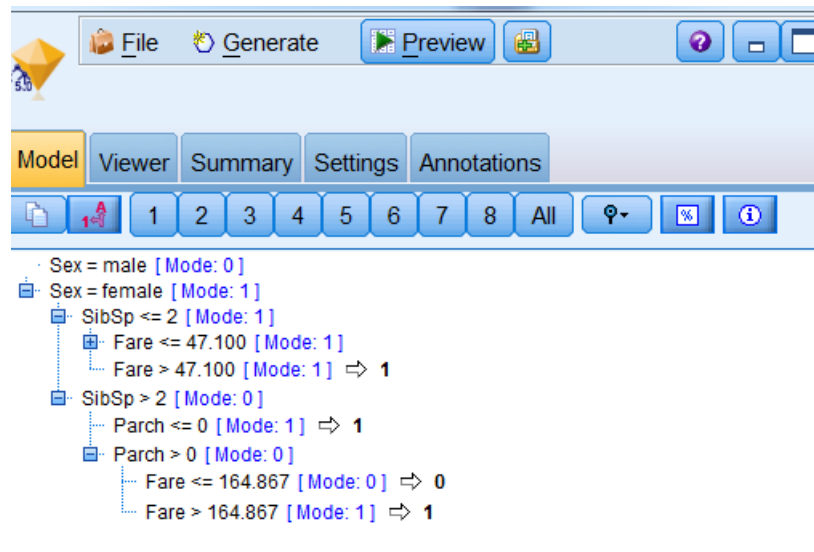 File Generate Preview
5.0
Model Viewer Summary Settings Annotations
1 A 1 2 3 4 5 6 7 8 All % i
Sex = male [ Mode: 0 ]
Sex = female [ Mode: 1 ]
SibSp <= 2 [ Mode: 1 ]
Fare <= 47.100 [ Mode: 1 ]
Fare > 47.100 [ Mode: 1 ] ⇨ 1
SibSp > 2 [ Mode: 0 ]
Parch <= 0 [ Mode: 1 ] ⇨ 1
Parch > 0 [ Mode: 0 ]
Fare <= 164.867 [ Mode: 0 ] ⇨ 0
Fare > 164.867 [ Mode: 1 ] ⇨ 1